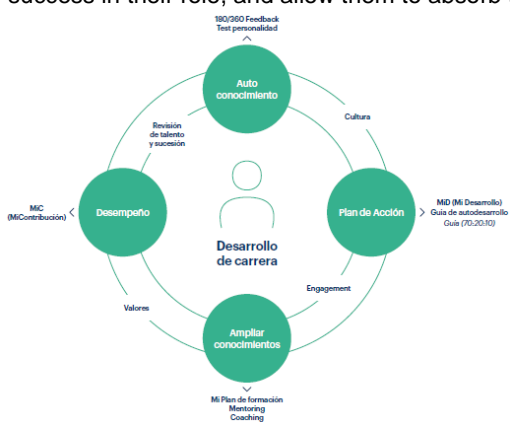 success in their role, and allow them to absorb
180/360 Feedback
Test personalidad
Auto
conocimiento
Cultura
Revisión
de talento
y sucesión
MiC
(MiContribución)
Desempeño
Plan de Acción
MiD (Mi Desarrollo)
Guia de autodesarrollo
Guía (70:20:10)
Desarrollo
de carrera
Engagement
Valores
Ampliar
conocimientos
Mi Plan de formación
Mentoring
Coaching